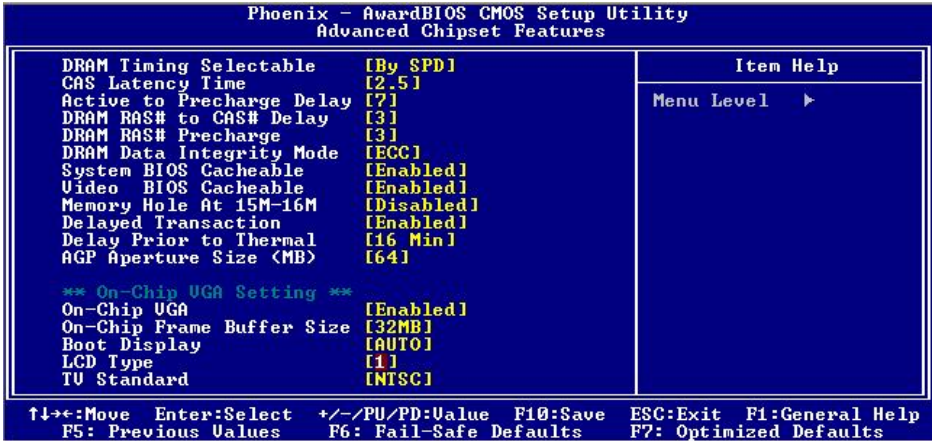 Phoenix - AwardBIOS CMOS Setup Utility
Advanced Chipset Features
DRAM Timing Selectable [By SPD]
CAS Latency Time [2.5]
Active to Precharge Delay [7]
DRAM RAS# to CAS# Delay [3]
DRAM RAS# Precharge [3]
DRAM Data Integrity Mode [ECC]
System BIOS Cacheable [Enabled]
Video BIOS Cacheable [Enabled]
Memory Hole At 15M-16M [Disabled]
Delayed Transaction [Enabled]
Delay Prior to Thermal [16 Min]
AGP Aperture Size (MB) [64]
** On-Chip VGA Setting **
On-Chip VGA [Enabled]
On-Chip Frame Buffer Size [32MB]
Boot Display [AUTO]
LCD Type [1]
TV Standard [NTSC]
Item Help
Menu Level ▶
↑↓→←:Move Enter:Select +/-/PU/PD:Value F10:Save ESC:Exit F1:General Help
F5: Previous Values F6: Fail-Safe Defaults F7: Optimized Defaults